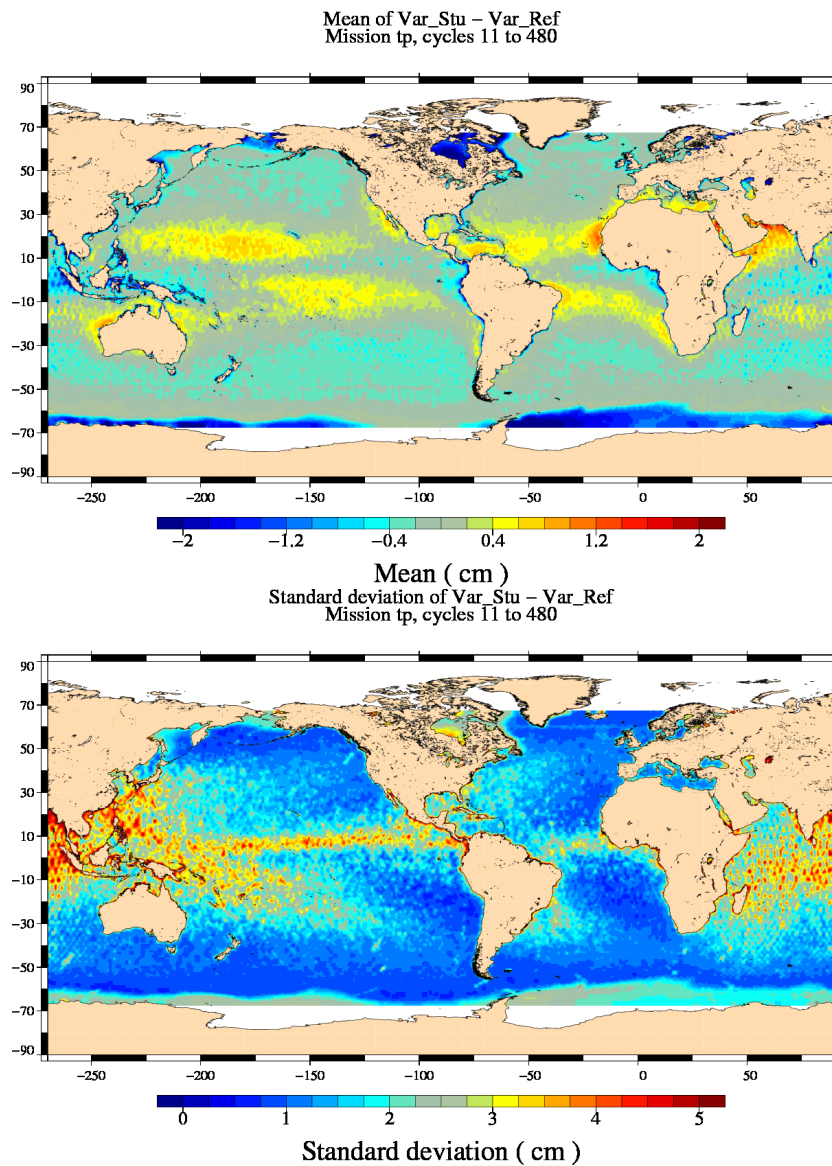 Mean of Var_Stu – Var_Ref
Mission tp, cycles 11 to 480
90
70
50
30
10
−10
−30
−50
−70
−90
−250 −200 −150 −100 −50 0 50
−2 −1.2 −0.4 0.4 1.2 2
Mean ( cm )
Standard deviation of Var_Stu – Var_Ref
Mission tp, cycles 11 to 480
90
70
50
30
10
−10
−30
−50
−70
−90
−250 −200 −150 −100 −50 0 50
0 1 2 3 4 5
Standard deviation ( cm )